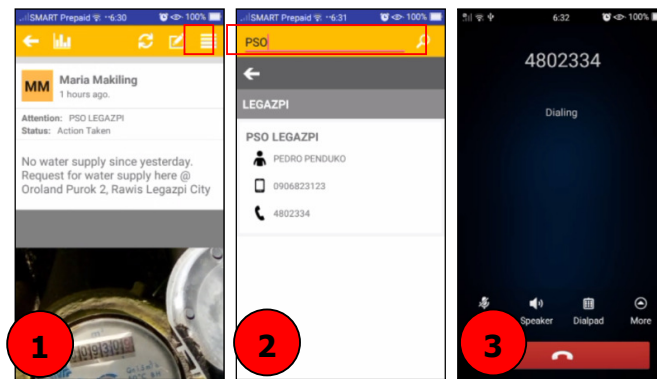 SMART Prepaid 6:30 100%
MM
Maria Makiling
1 hours ago.
Attention: PSO LEGAZPI
Status: Action Taken
No water supply since yesterday.
Request for water supply here @
Oroland Purok 2, Rawis Legazpi City
1
SMART Prepaid 6:31 100%
PSO
LEGAZPI
PSO LEGAZPI
PEDRO PENDUKO
0906823123
4802334
2
6:32 100%
4802334
Dialing
Speaker Dialpad More
3